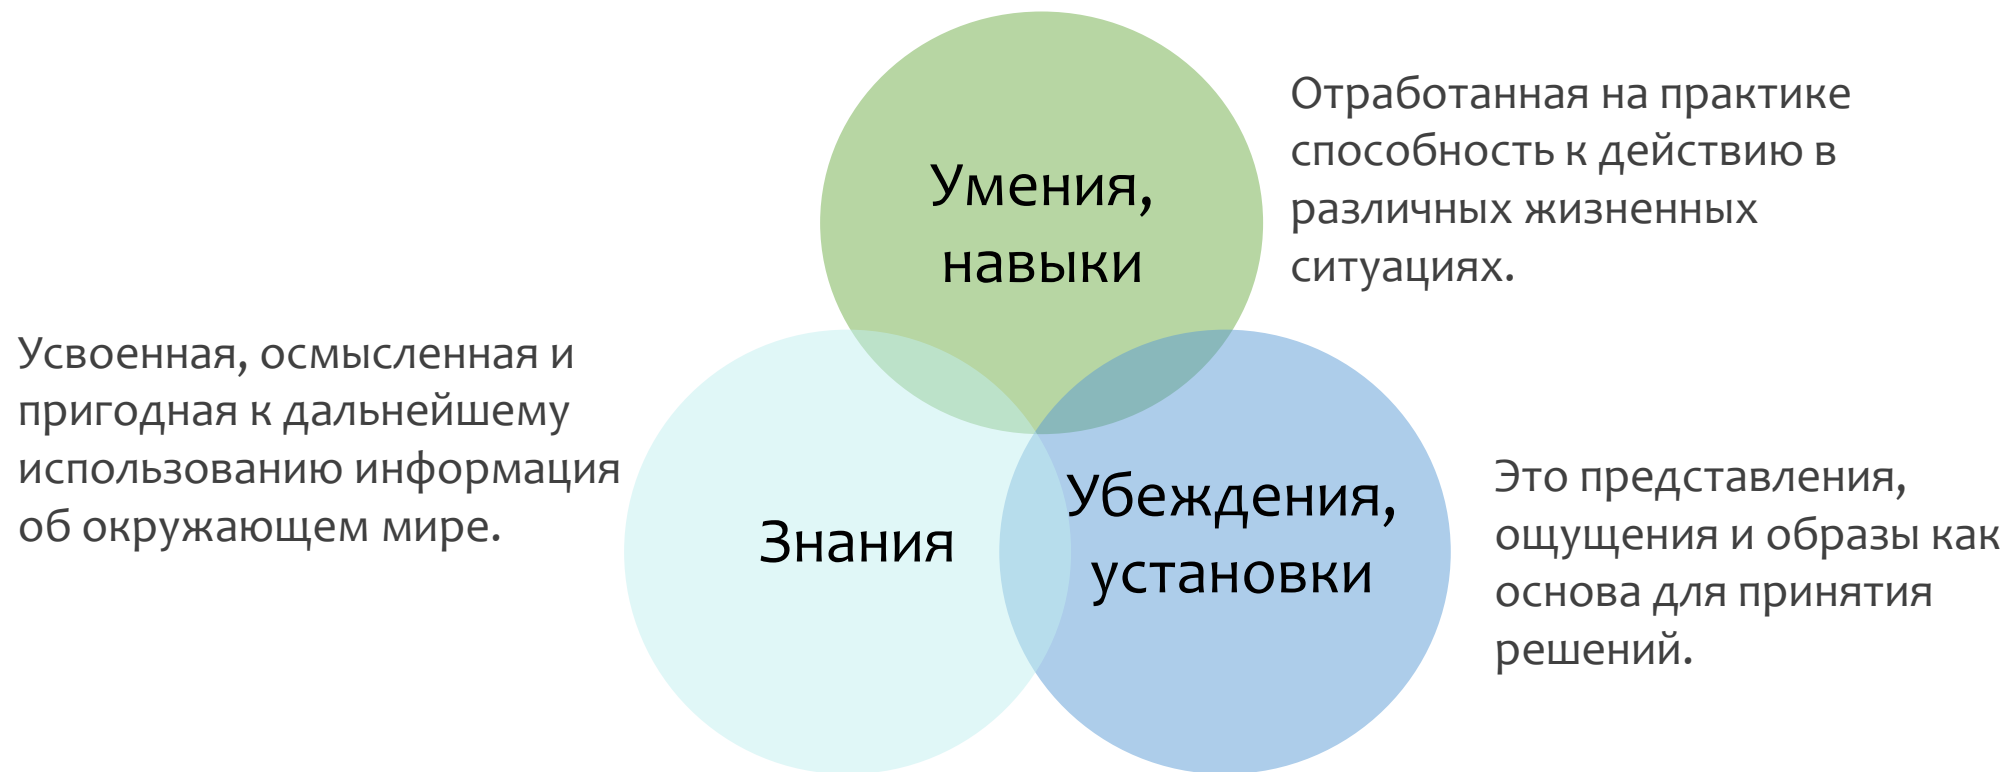 Умения,
навыки
Отработанная на практике
способность к действию в
различных жизненных
ситуациях.
Усвоенная, осмысленная и
пригодная к дальнейшему
использованию информация
об окружающем мире.
Знания
Убеждения,
установки
Это представления,
ощущения и образы как
основа для принятия
решений.